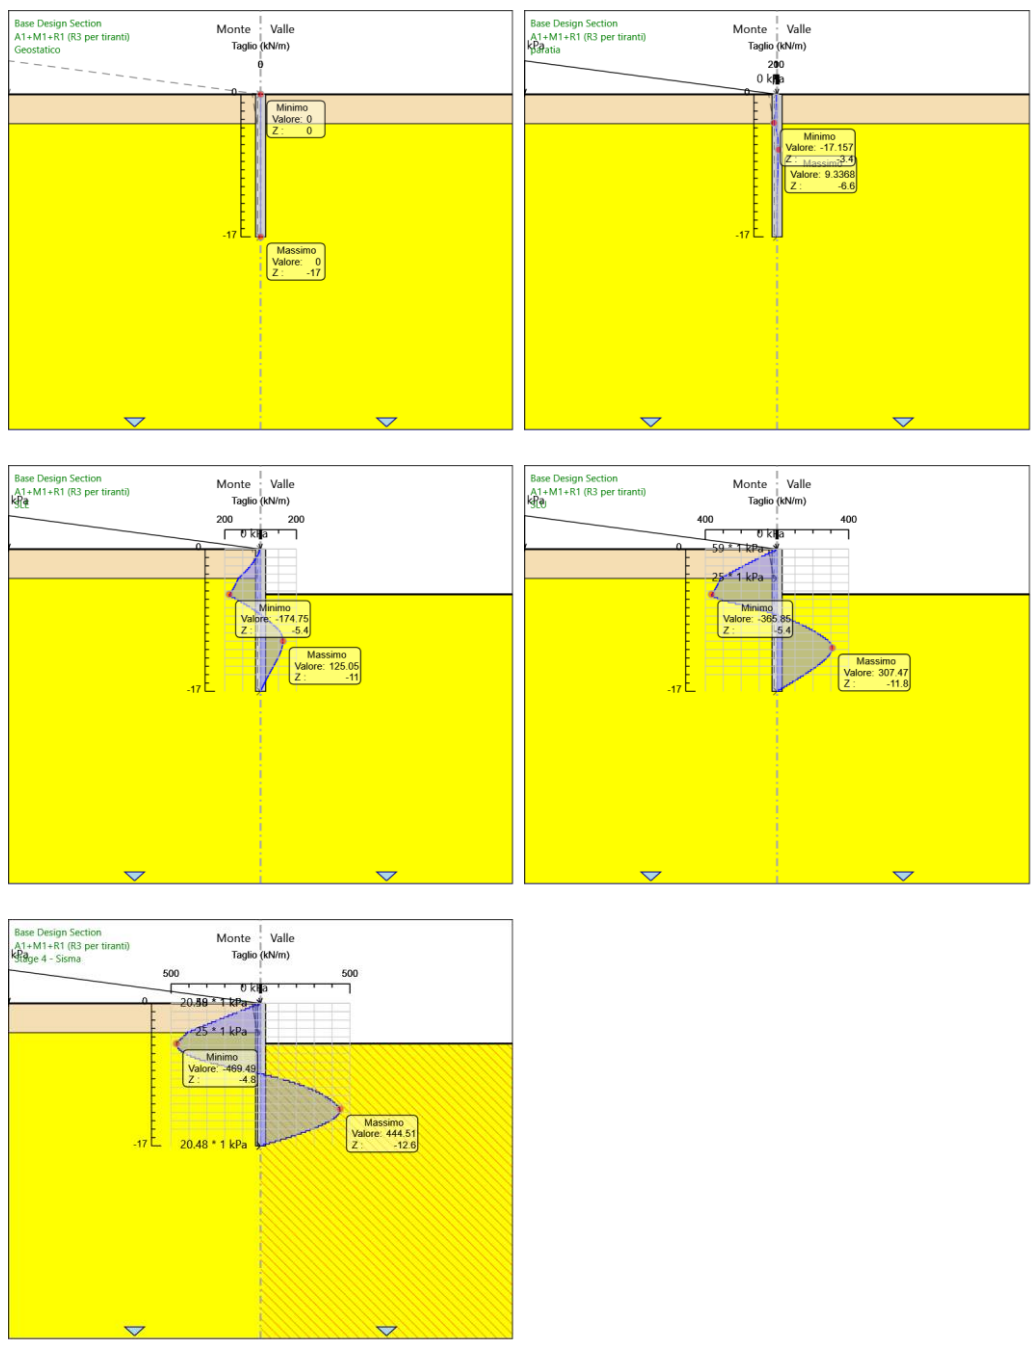 Base Design Section
A1+M1+R1 (R3 per tiranti)
Geostatico
Monte
Valle
Taglio (kN/m)
0
0
Minimo
Valore: 0
Z : 0
-17
Massimo
Valore: 0
Z : -17
Base Design Section
A1+M1+R1 (R3 per tiranti)
kPa
paratia
Monte
Valle
Taglio (kN/m)
0 kPa
0
Minimo
Valore: -17.157
Z : -3.4
Massimo
Valore: 9.3368
Z : -6.6
-17
Base Design Section
A1+M1+R1 (R3 per tiranti)
kPa
SLE
Monte
Valle
Taglio (kN/m)
200
200
0 kPa
0
Minimo
Valore: -174.75
Z : -5.4
Massimo
Valore: 125.05
Z : -11
-17
Base Design Section
A1+M1+R1 (R3 per tiranti)
kPa
SLU
Monte
Valle
Taglio (kN/m)
400
400
0 kPa
0
59 * 1 kPa
25 * 1 kPa
Minimo
Valore: -365.85
Z : -5.4
Massimo
Valore: 307.47
Z : -11.8
-17
Base Design Section
A1+M1+R1 (R3 per tiranti)
kPa
Stage 4 - Sisma
Monte
Valle
Taglio (kN/m)
500
500
0 kPa
0
25 * 1 kPa
Minimo
Valore: -469.49
Z : -4.8
Massimo
Valore: 444.51
Z : -12.6
-17
20.48 * 1 kPa